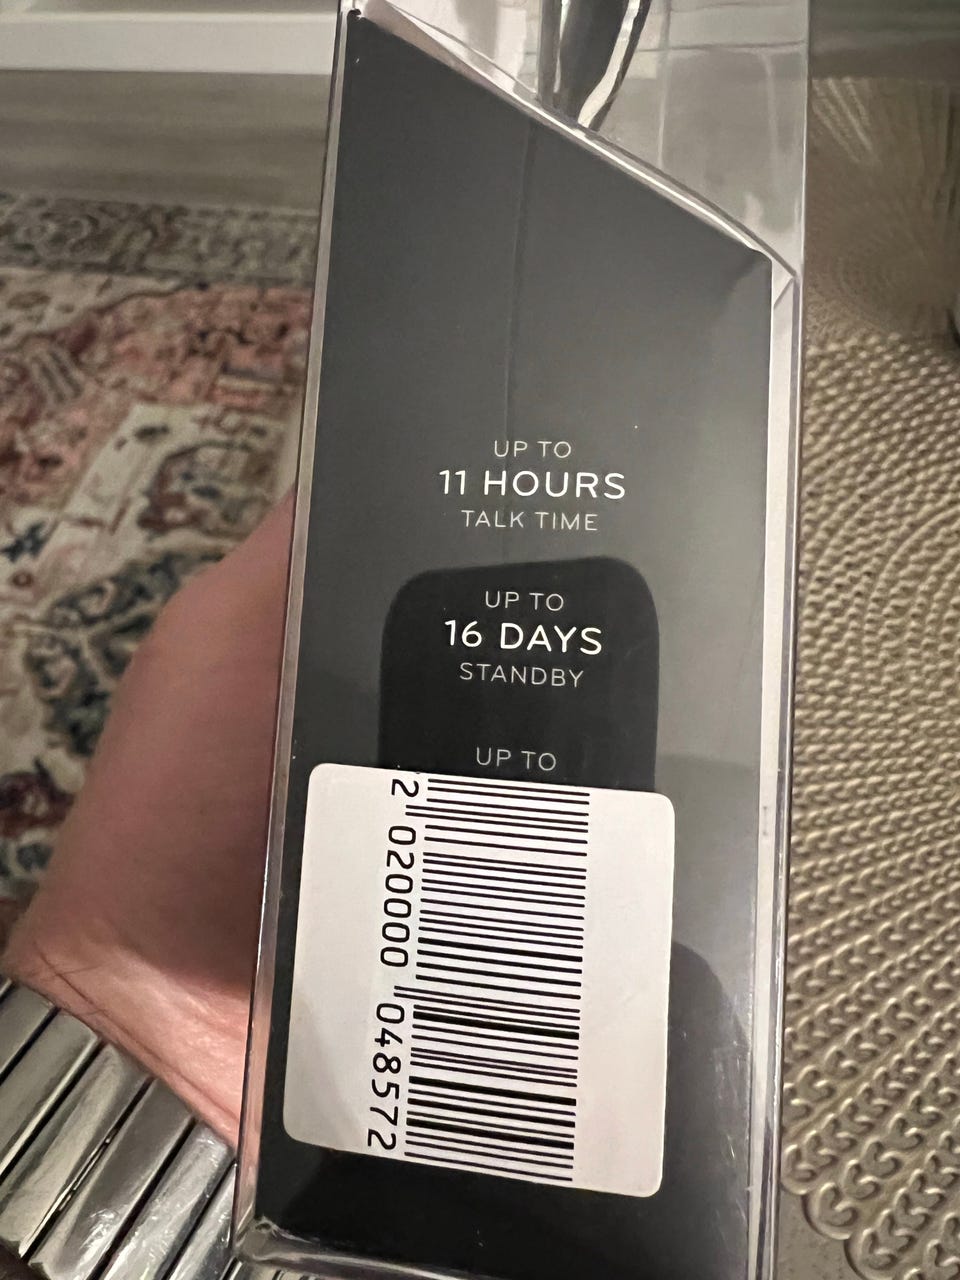 UP TO
11 HOURS
TALK TIME
UP TO
16 DAYS
STANDBY
UP TO
2 020000 048572